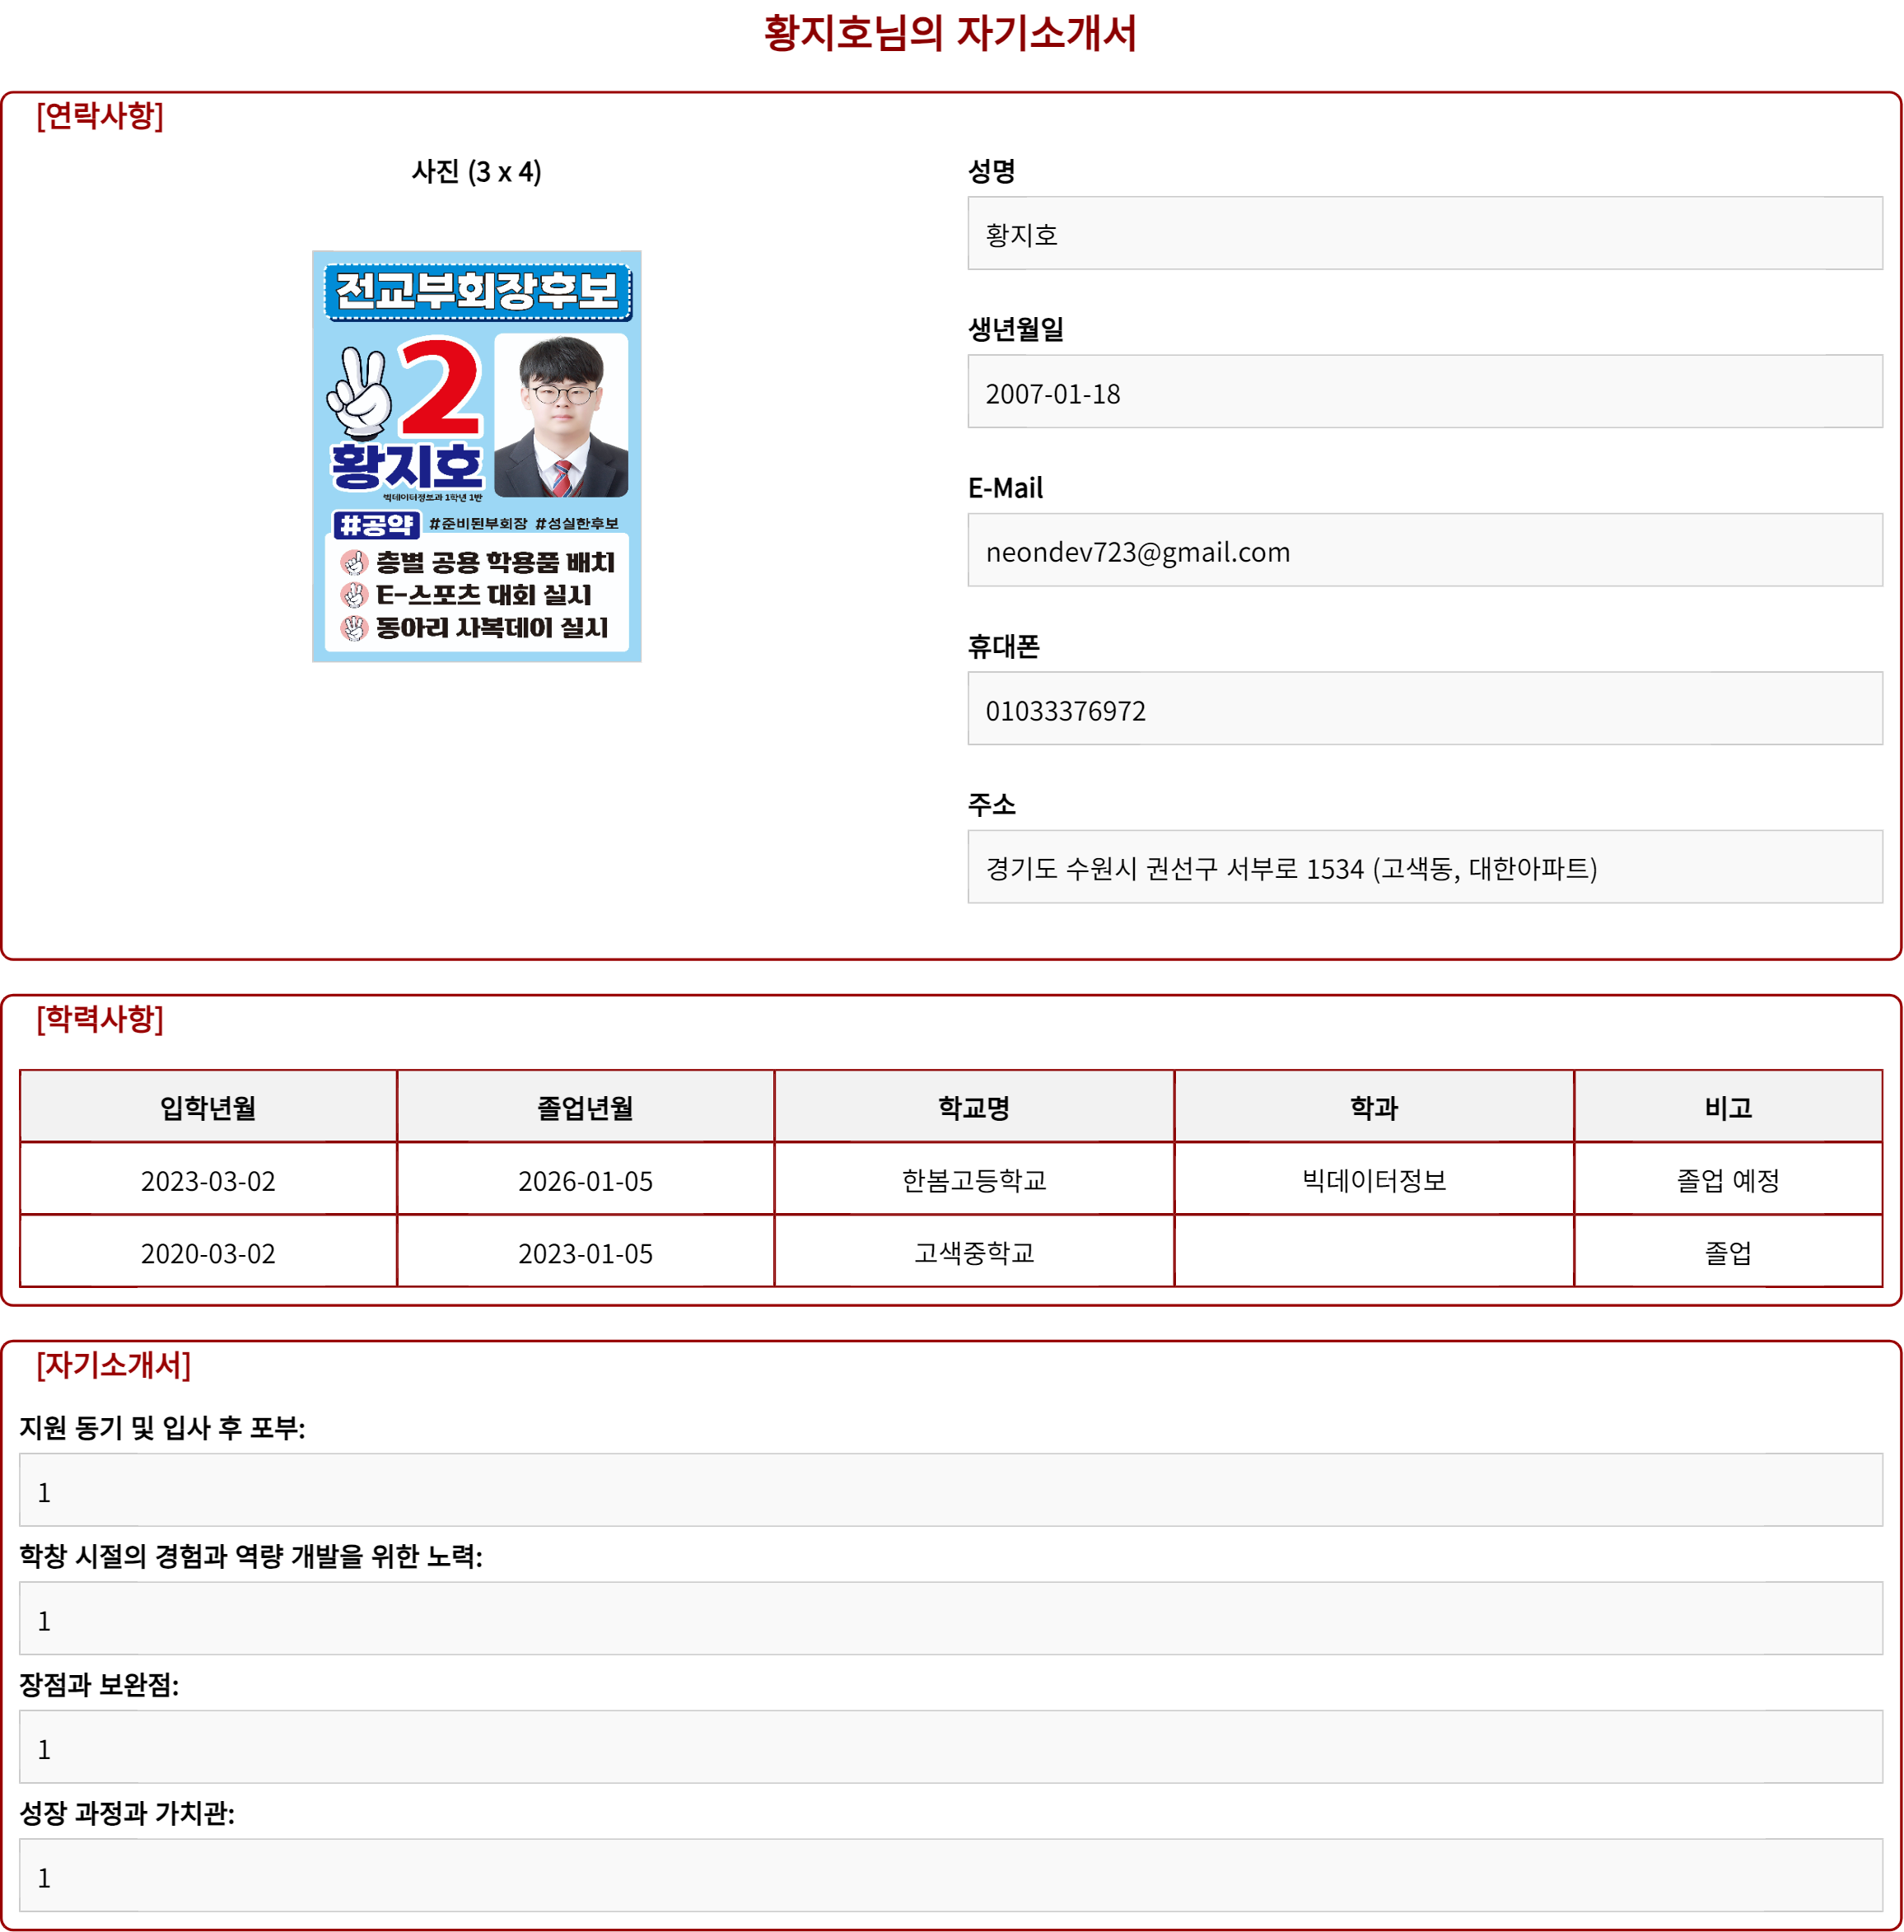 황지호님의 자기소개서
[연락사항]
사진 (3 x 4)
전교부회장후보
2
황지호
빅데이터정보과 1학년 1반
#공약 #준비된부회장 #성실한후보
층별 공용 학용품 배치
E-스포츠 대회 실시
동아리 사복데이 실시
성명
황지호
생년월일
2007-01-18
E-Mail
neondev723@gmail.com
휴대폰
01033376972
주소
경기도 수원시 권선구 서부로 1534 (고색동, 대한아파트)
[학력사항]
입학년월 졸업년월 학교명 학과 비고
2023-03-02 2026-01-05 한봄고등학교 빅데이터정보 졸업 예정
2020-03-02 2023-01-05 고색중학교 졸업
[자기소개서]
지원 동기 및 입사 후 포부:
1
학창 시절의 경험과 역량 개발을 위한 노력:
1
장점과 보완점:
1
성장 과정과 가치관:
1